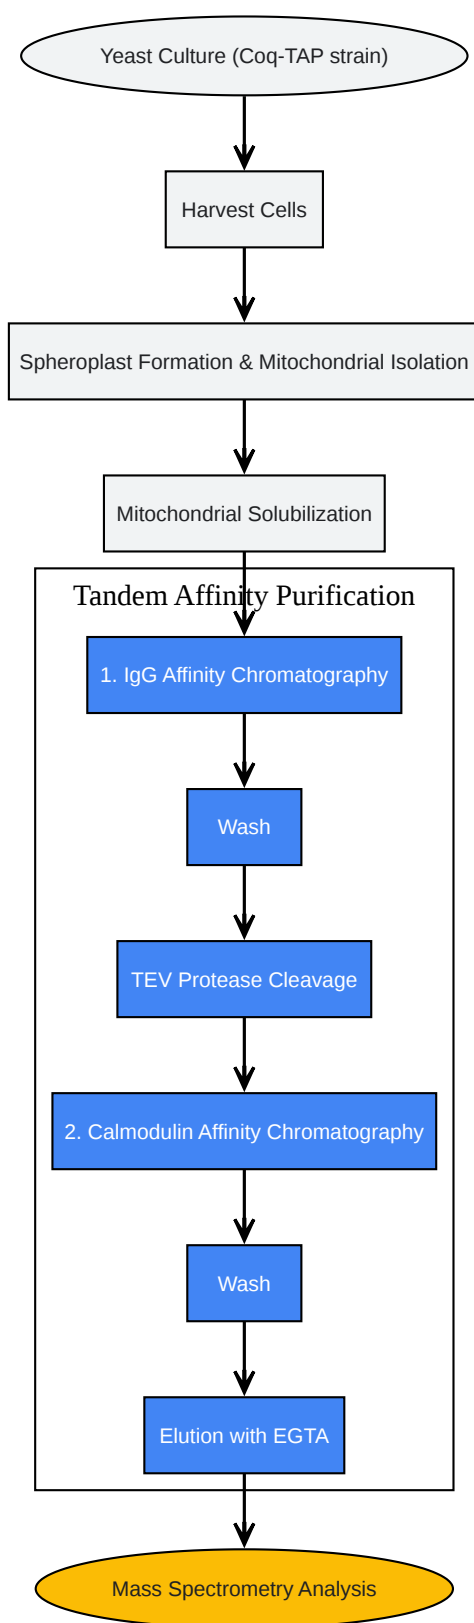 Yeast Culture (Coq-TAP strain)
Harvest Cells
Spheroplast Formation & Mitochondrial Isolation
Mitochondrial Solubilization
Tandem Affinity Purification
1. IgG Affinity Chromatography
Wash
TEV Protease Cleavage
2. Calmodulin Affinity Chromatography
Wash
Elution with EGTA
Mass Spectrometry Analysis